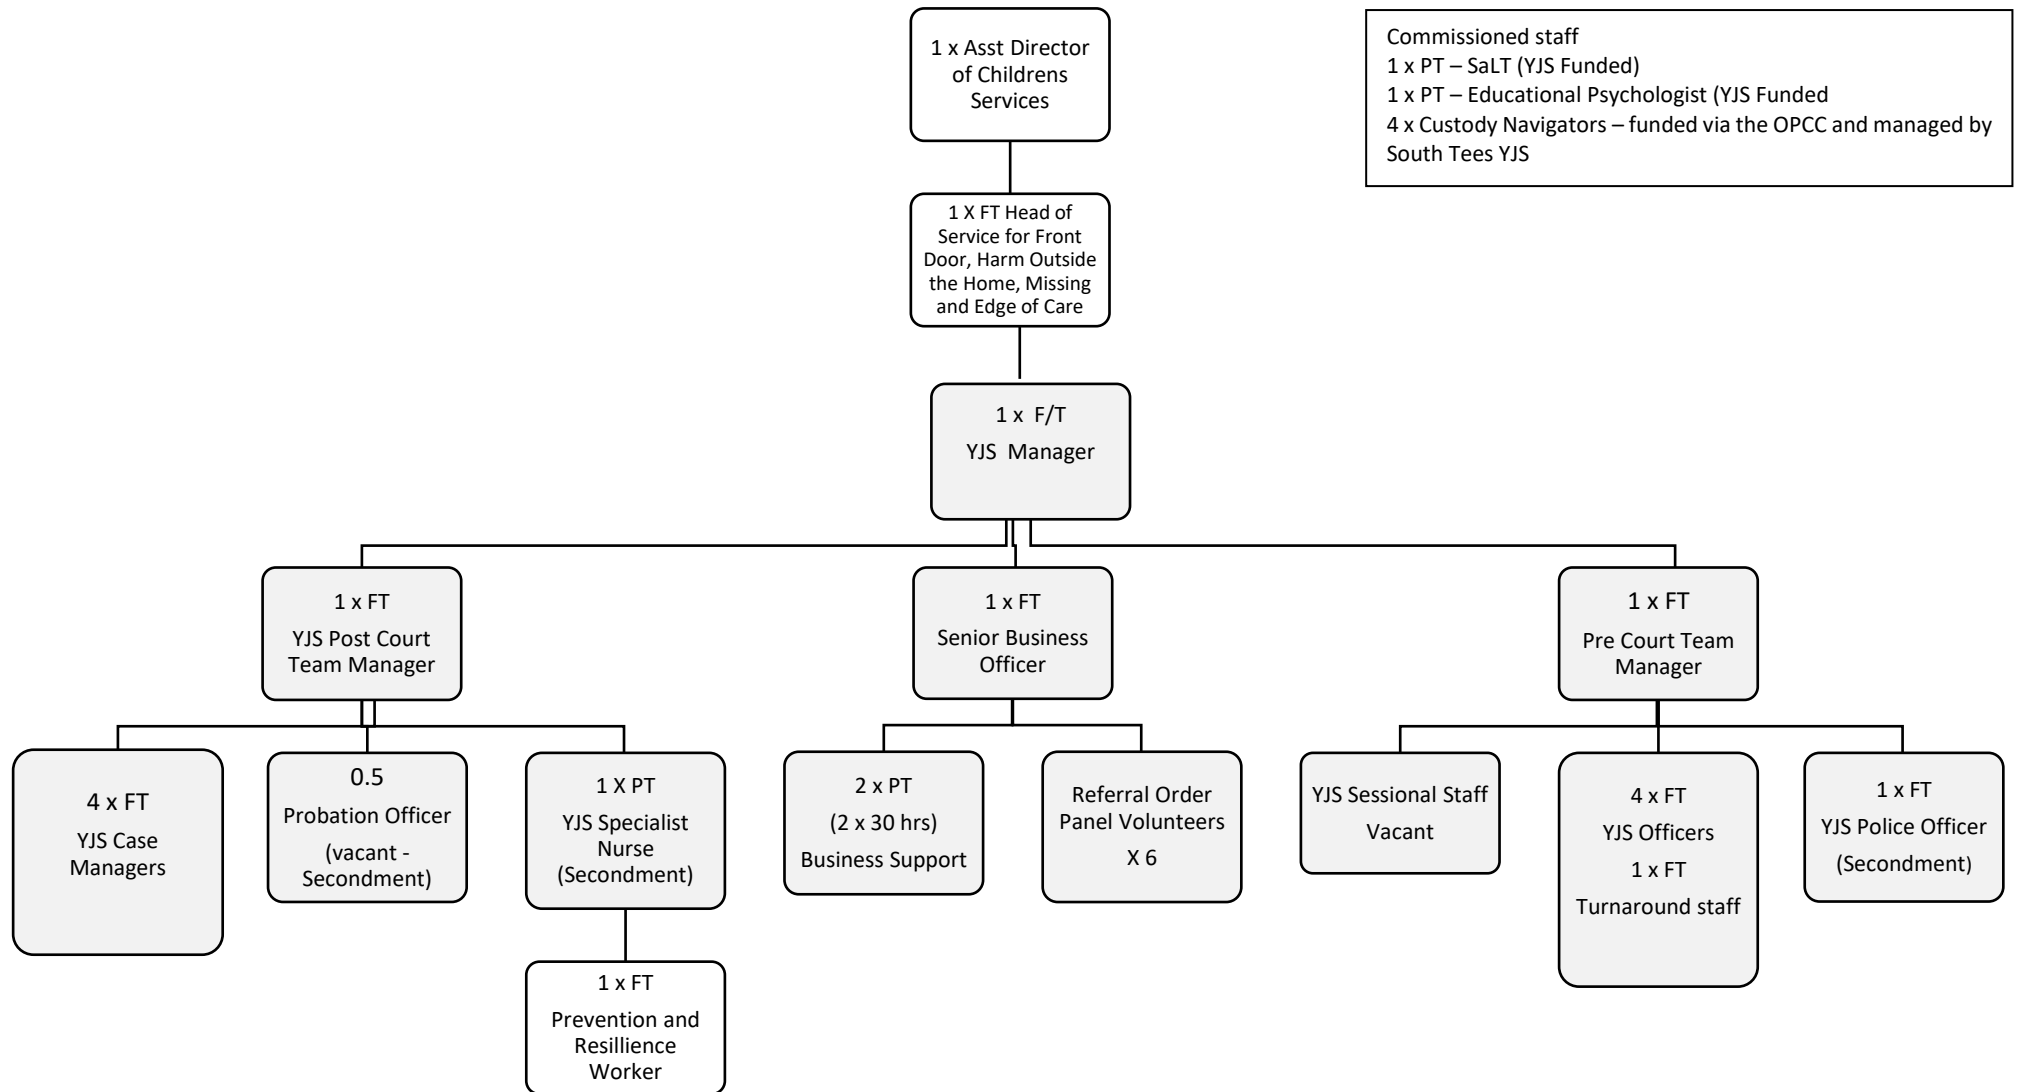 1 x Asst Director
of Childrens
Services
Commissioned staff
1 x PT – SaLT (YJS Funded)
1 x PT – Educational Psychologist (YJS Funded
4 x Custody Navigators – funded via the OPCC and managed by
South Tees YJS
1 X FT Head of
Service for Front
Door, Harm Outside
the Home, Missing
and Edge of Care
1 x F/T
YJS Manager
1 x FT
YJS Post Court
Team Manager
1 x FT
Senior Business
Officer
1 x FT
Pre Court Team
Manager
4 x FT
YJS Case
Managers
0.5
Probation Officer
(vacant -
Secondment)
1 X PT
YJS Specialist
Nurse
(Secondment)
2 x PT
(2 x 30 hrs)
Business Support
Referral Order
Panel Volunteers
X 6
YJS Sessional Staff
Vacant
4 x FT
YJS Officers
1 x FT
Turnaround staff
1 x FT
YJS Police Officer
(Secondment)
1 x FT
Prevention and
Resillience
Worker